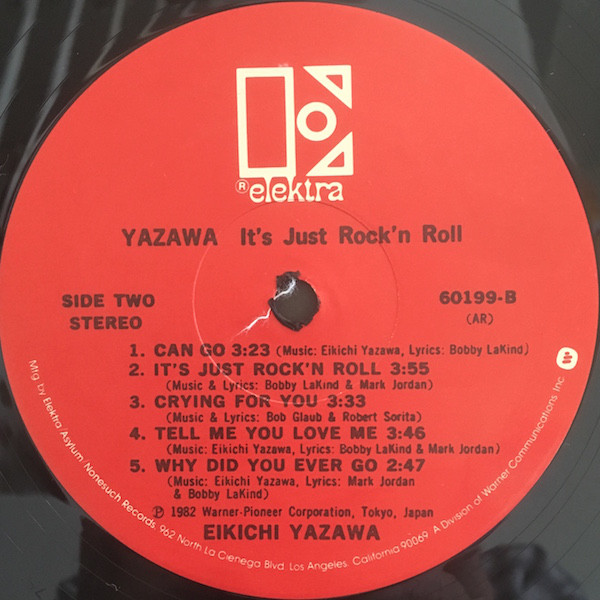 ® elektra
YAZAWA It's Just Rock'n Roll
SIDE TWO
STEREO
60199-B
(AR)
1. CAN GO 3:23 (Music: Eikichi Yazawa, Lyrics: Bobby LaKind)
2. IT'S JUST ROCK'N ROLL 3:55
(Music & Lyrics: Bobby LaKind & Mark Jordan)
3. CRYING FOR YOU 3:33
(Music & Lyrics: Bob Glaub & Robert Sorita)
4. TELL ME YOU LOVE ME 3:46
(Music: Eikichi Yazawa, Lyrics: Bobby LaKind & Mark Jordan)
5. WHY DID YOU EVER GO 2:47
(Music: Eikichi Yazawa, Lyrics: Mark Jordan
& Bobby LaKind)
℗ 1982 Warner-Pioneer Corporation, Tokyo, Japan
EIKICHI YAZAWA
Mfg. by Elektra/Asylum/Nonesuch Records, 962 North La Cienega Blvd. Los Angeles, California 90069. A Division of Warner Communications Inc.